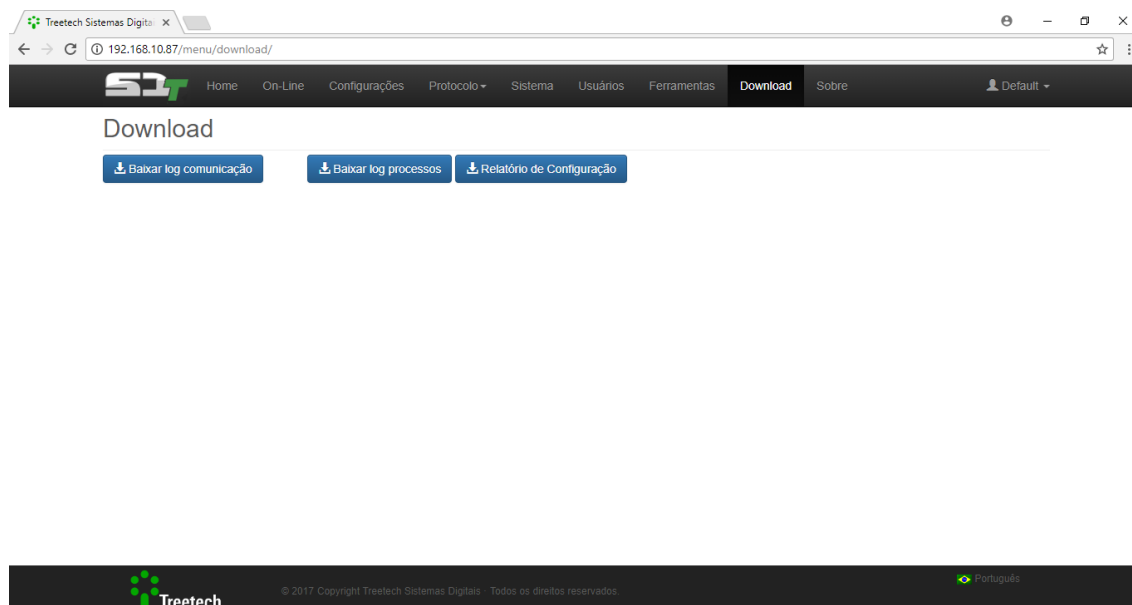 Treetech Sistemas Digita
192.168.10.87/menu/download/
SDT Home On-Line Configurações Protocolo Sistema Usuários Ferramentas Download Sobre Default
Download
Baixar log comunicação Baixar log processos Relatório de Configuração
Treetech © 2017 Copyright Treetech Sistemas Digitais · Todos os direitos reservados. Português